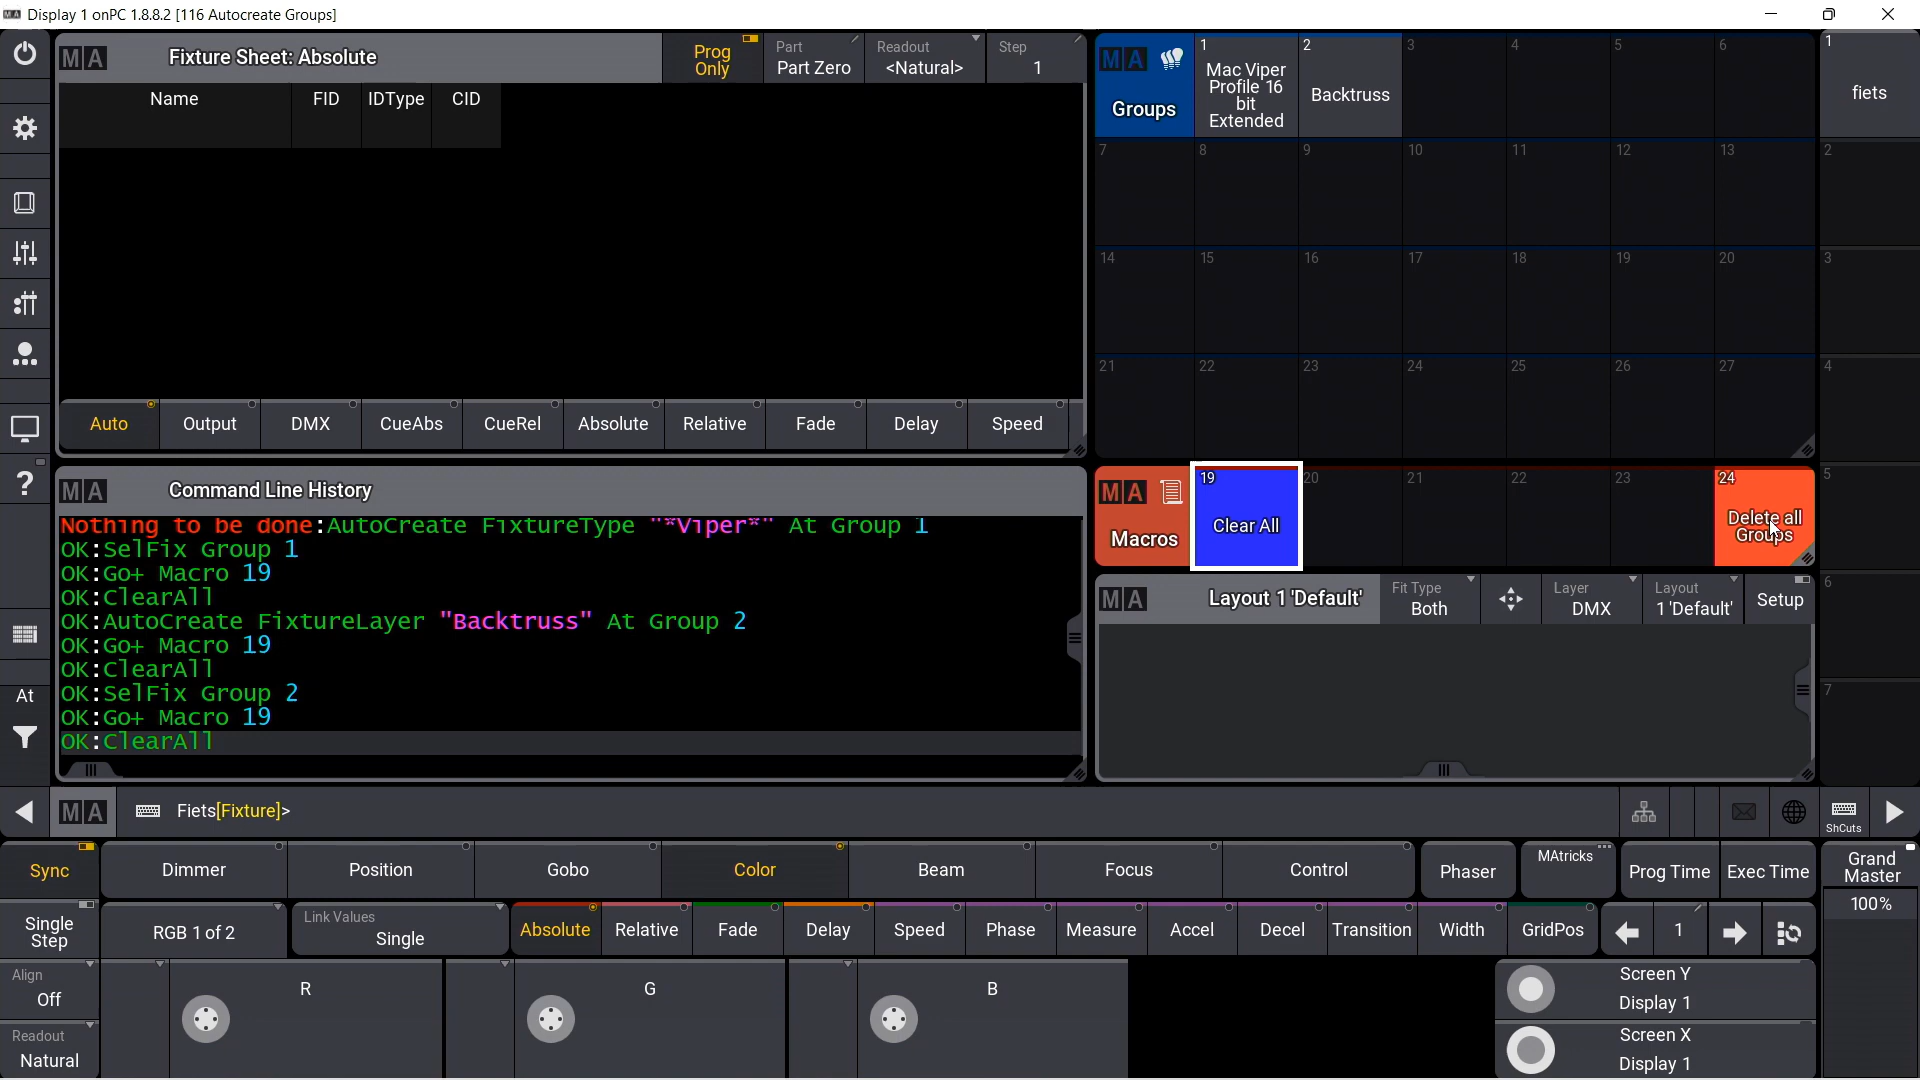 Display 1 onPC 1.8.8.2 [116 Autocreate Groups]
MA
Fixture Sheet: Absolute
Prog
Only
Part
Part Zero
Readout
<Natural>
Step
1
Name
FID
IDType
CID
Auto
Output
DMX
CueAbs
CueRel
Absolute
Relative
Fade
Delay
Speed
MA
Groups
1
Mac Viper
Profile 16
bit
Extended
2
Backtruss
3
4
5
6
7
8
9
10
11
12
13
14
15
16
17
18
19
20
21
22
23
24
25
26
27
1
fiets
2
3
4
5
6
7
MA
Command Line History
Nothing to be done:AutoCreate FixtureType "*Viper*" At Group 1
OK:SelFix Group 1
OK:Go+ Macro 19
OK:ClearAll
OK:AutoCreate FixtureLayer "Backtruss" At Group 2
OK:Go+ Macro 19
OK:ClearAll
OK:SelFix Group 2
OK:Go+ Macro 19
OK:ClearAll
MA
Macros
19
Clear All
20
21
22
23
24
Delete all
Groups
MA
Layout 1 'Default'
Fit Type
Both
Layer
DMX
Layout
1 'Default'
Setup
?
At
MA
Fiets[Fixture]>
ShCuts
Sync
Dimmer
Position
Gobo
Color
Beam
Focus
Control
Phaser
MAtricks
Prog Time
Exec Time
Grand
Master
100%
Single
Step
RGB 1 of 2
Link Values
Single
Absolute
Relative
Fade
Delay
Speed
Phase
Measure
Accel
Decel
Transition
Width
GridPos
1
Align
Off
Readout
Natural
R
G
B
Screen Y
Display 1
Screen X
Display 1